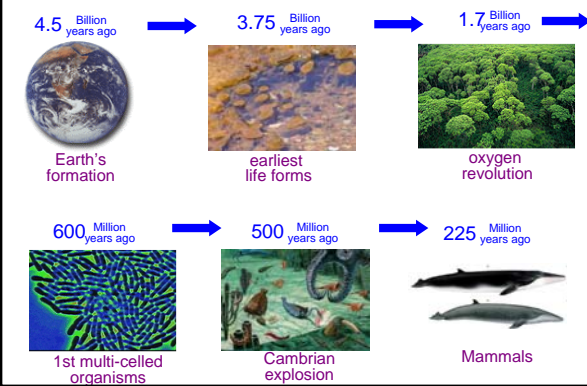 4.5 Billion years ago
3.75 Billion years ago
1.7 Billion years ago
Earth's
formation
earliest
life forms
oxygen
revolution
600 Million years ago
500 Million years ago
225 Million years ago
1st multi-celled
organisms
Cambrian
explosion
Mammals